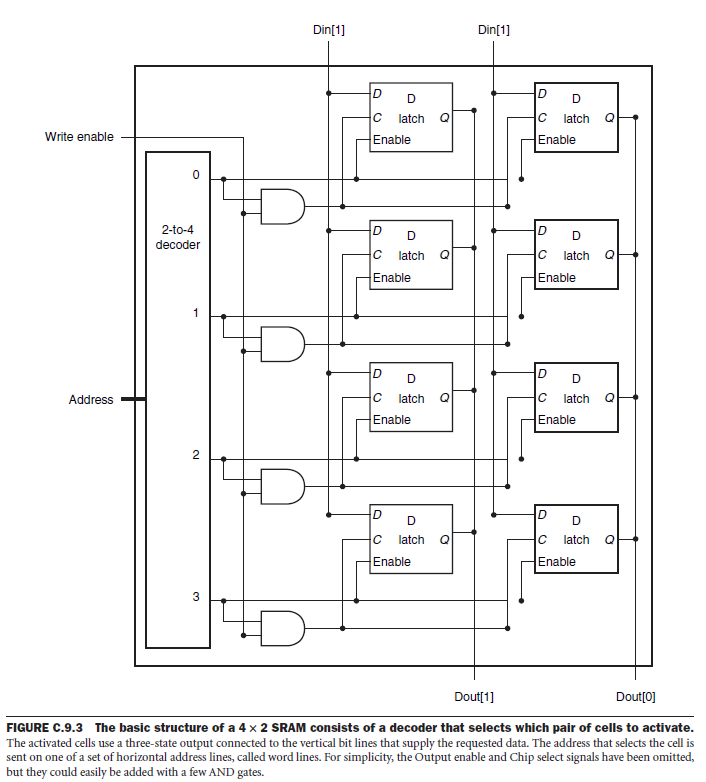 Din[1] Din[1]
D D
D D
C latch Q C latch Q
Write enable
Enable Enable
0
2-to-4
decoder
D D
D D
C latch Q C latch Q
Enable Enable
1
D D
D D
Address
C latch Q C latch Q
Enable Enable
2
D D
D D
C latch Q C latch Q
Enable Enable
3
Dout[1] Dout[0]
FIGURE C.9.3 The basic structure of a 4 × 2 SRAM consists of a decoder that selects which pair of cells to activate.
The activated cells use a three-state output connected to the vertical bit lines that supply the requested data. The address that selects the cell is
sent on one of a set of horizontal address lines, called word lines. For simplicity, the Output enable and Chip select signals have been omitted,
but they could easily be added with a few AND gates.